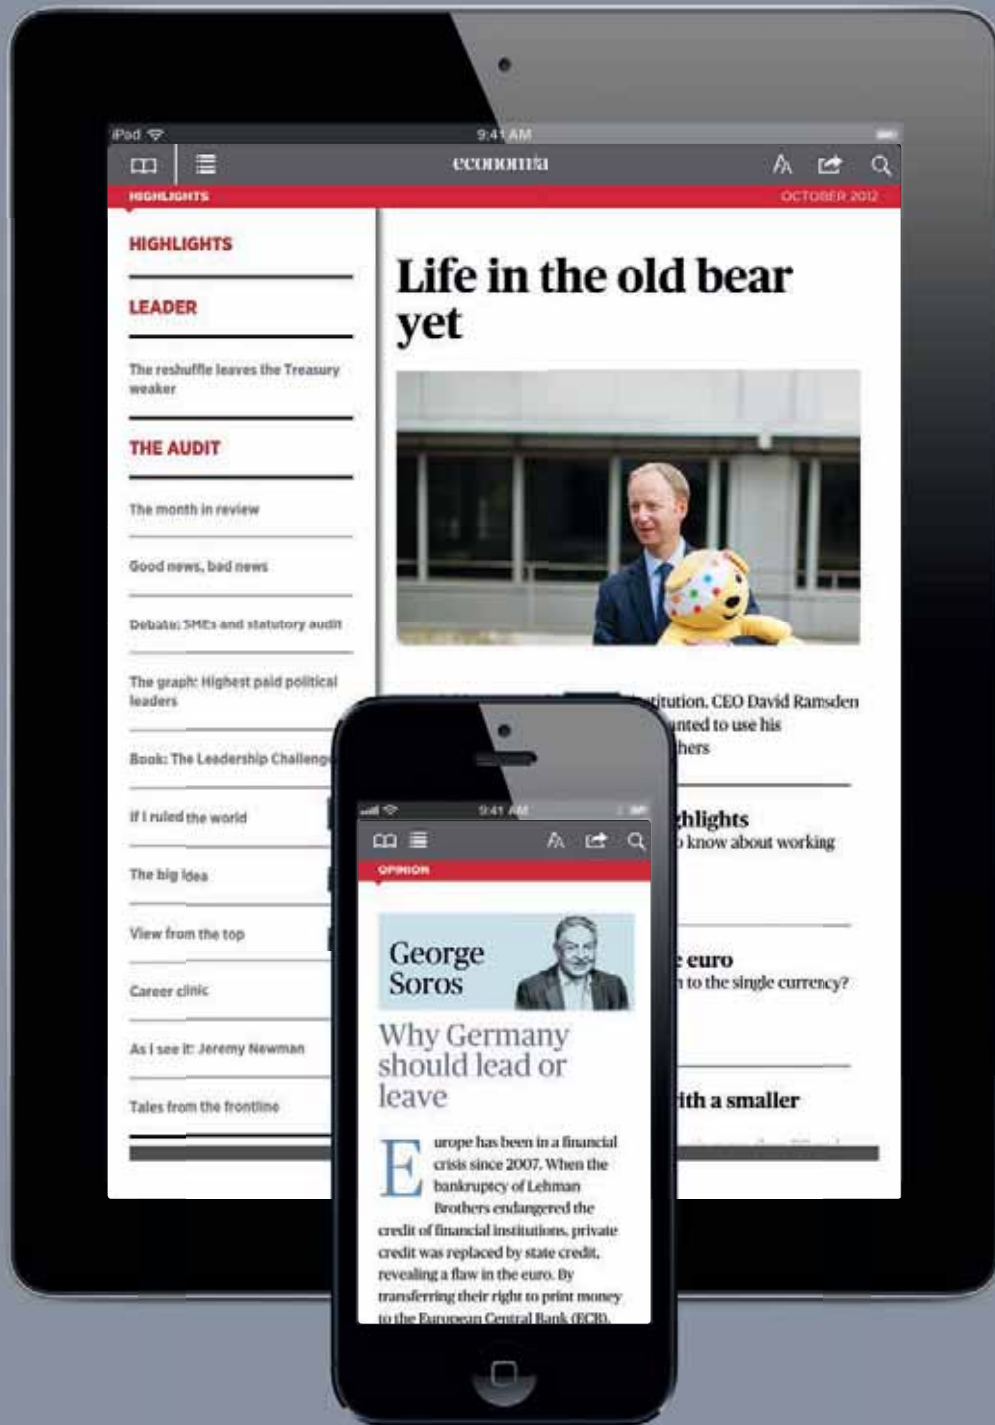 iPad
9:41 AM
economia
HIGHLIGHTS
OCTOBER 2012
HIGHLIGHTS
LEADER
The reshuffle leaves the Treasury
weaker
THE AUDIT
The month in review
Good news, bad news
Debate: SMEs and statutory audit
The graph: Highest paid political
leaders
Book: The Leadership Challenge
If I ruled the world
The big idea
View from the top
Career clinic
As I see it: Jeremy Newman
Tales from the frontline
Life in the old bear
yet
CEO David Ramsden
to use his
know about working
euro
to the single currency?
with a smaller
9:41 AM
OPINION
George
Soros
Why Germany
should lead or
leave
Europe has been in a financial
crisis since 2007. When the
bankruptcy of Lehman
Brothers endangered the
credit of financial institutions, private
credit was replaced by state credit,
revealing a flaw in the euro. By
transferring their right to print money
to the European Central Bank (ECB),